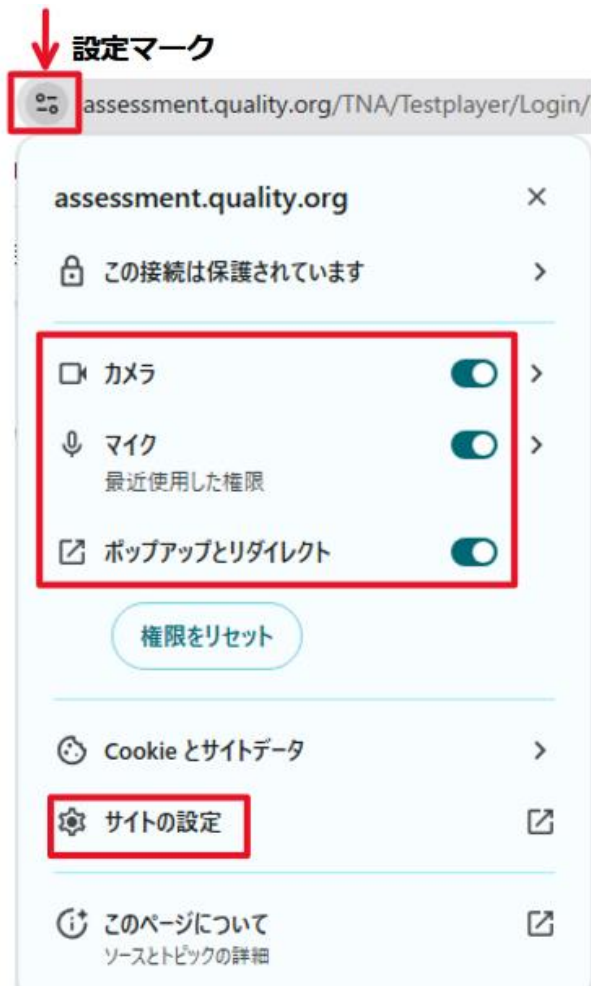 設定マーク
assessment.quality.org/TNA/Testplayer/Login/
assessment.quality.org
この接続は保護されています
カメラ
マイク
最近使用した権限
ポップアップとリダイレクト
権限をリセット
Cookie とサイトデータ
サイトの設定
このページについて
ソースとトピックの詳細